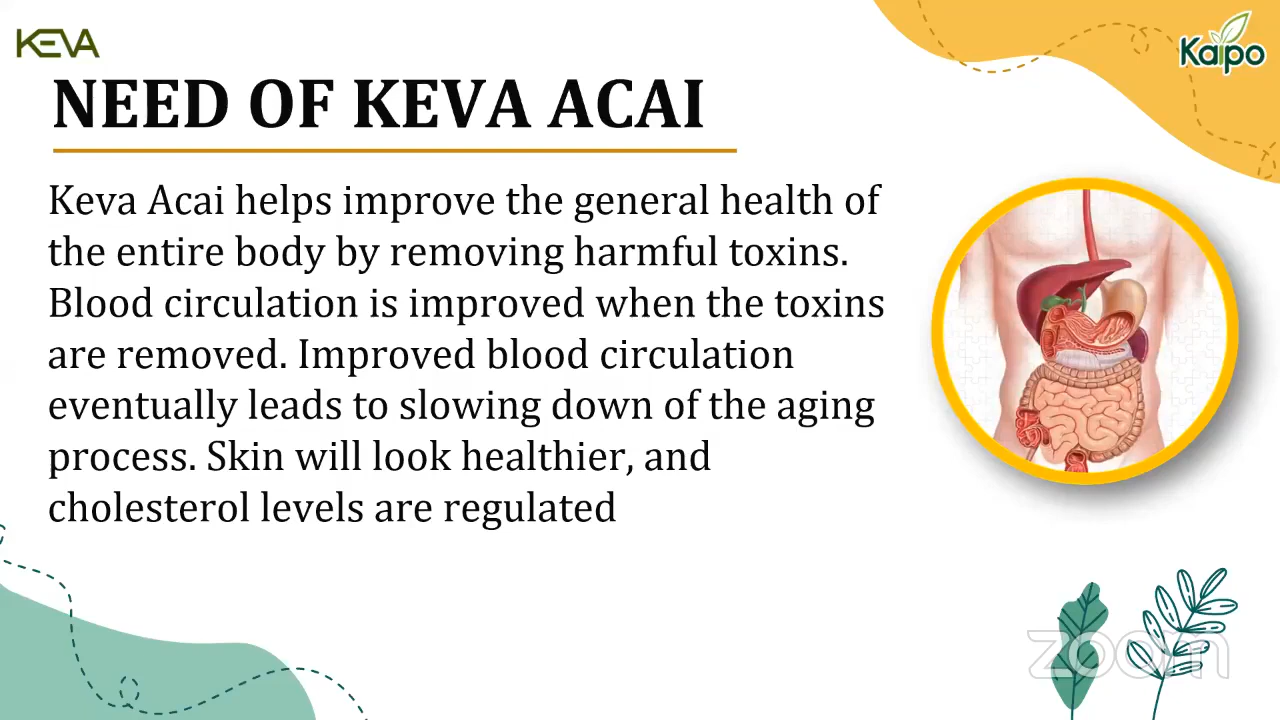 KEVA
Kaipo
NEED OF KEVA ACAI
Keva Acai helps improve the general health of
the entire body by removing harmful toxins.
Blood circulation is improved when the toxins
are removed. Improved blood circulation
eventually leads to slowing down of the aging
process. Skin will look healthier, and
cholesterol levels are regulated
zoom